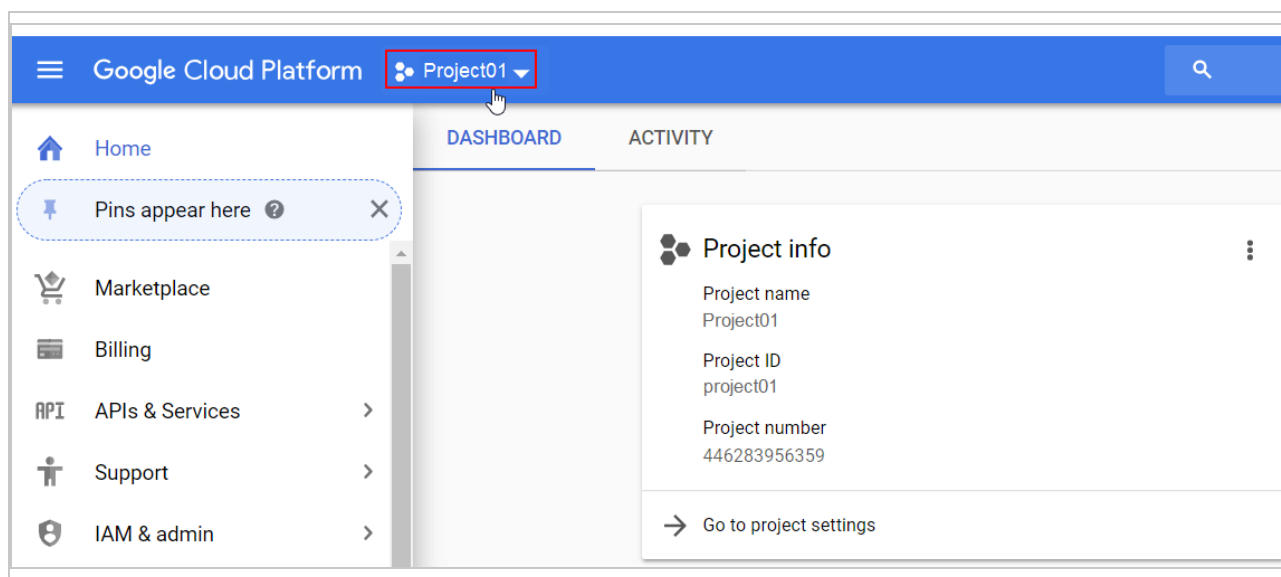 Google Cloud Platform Project01
Home
DASHBOARD ACTIVITY
Pins appear here
Project info
Marketplace
Project name
Project01
Billing
Project ID
project01
API APIs & Services
Project number
446283956359
Support
Go to project settings
IAM & admin